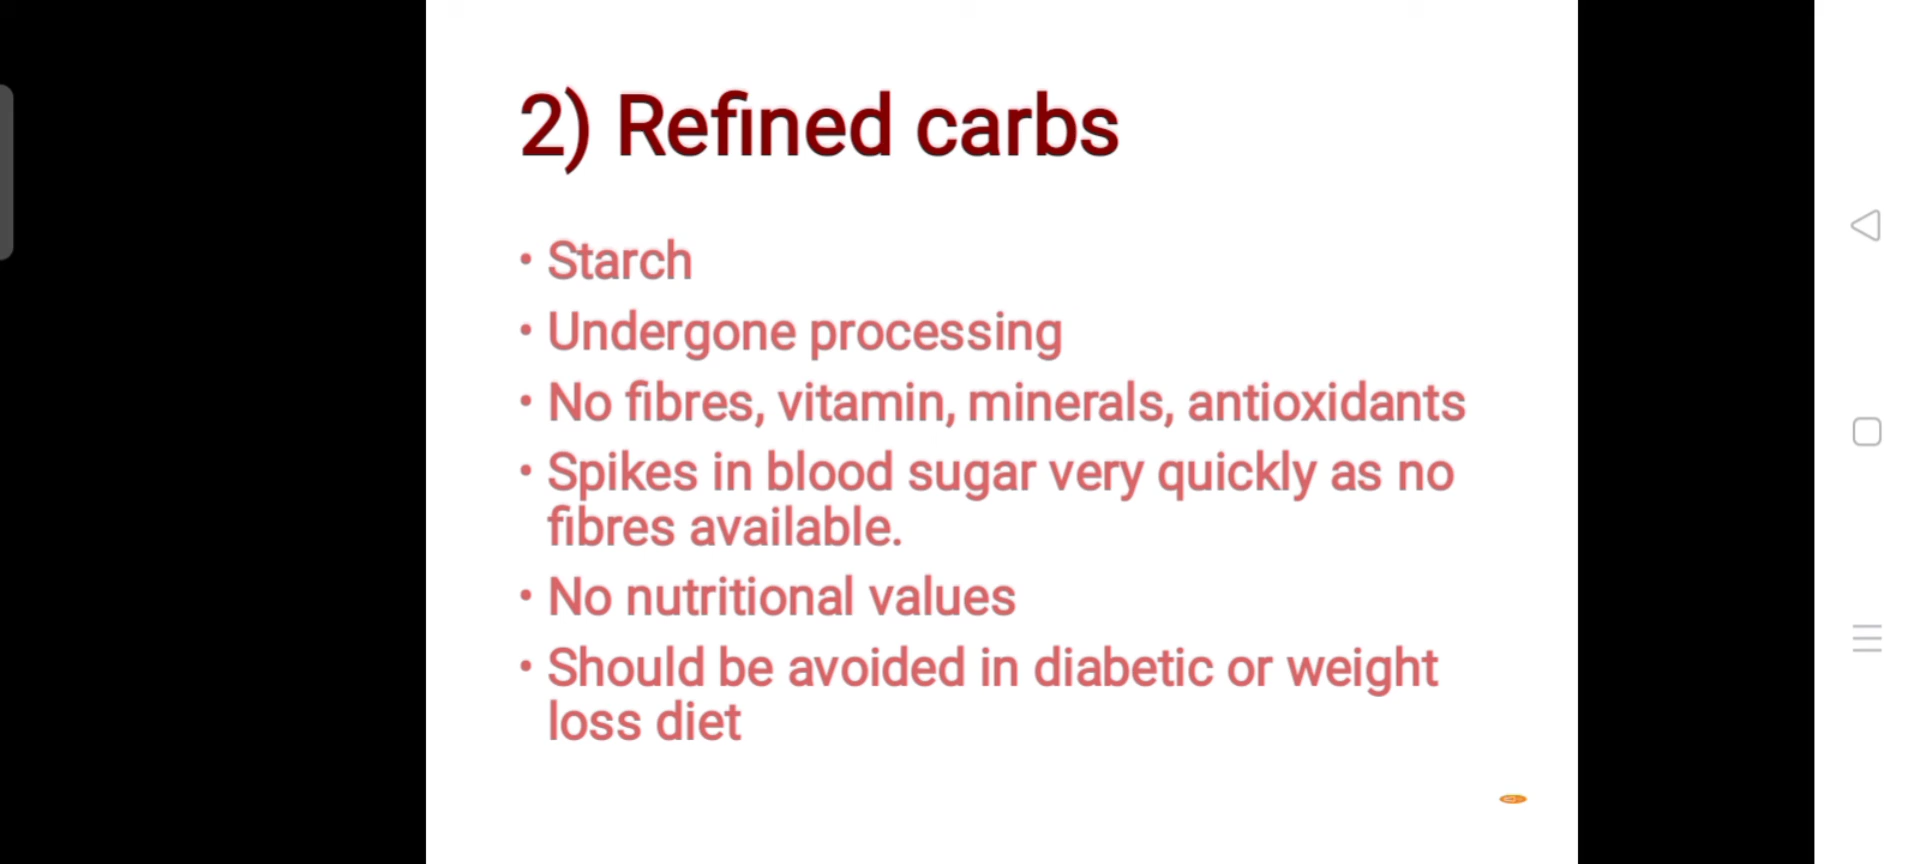 2) Refined carbs
• Starch
• Undergone processing
• No fibres, vitamin, minerals, antioxidants
• Spikes in blood sugar very quickly as no
fibres available.
• No nutritional values
• Should be avoided in diabetic or weight
loss diet